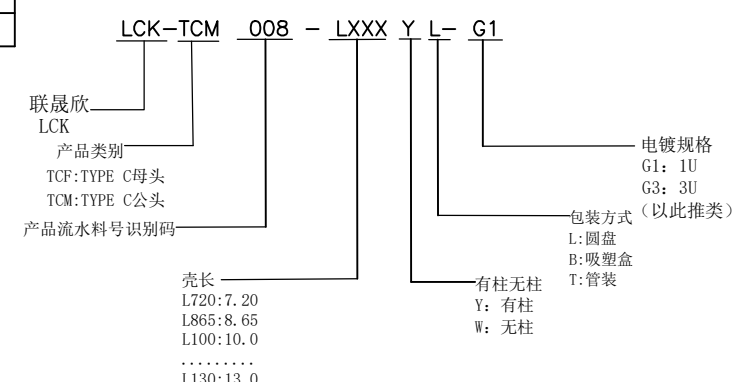 LCK-TCM 008 - LXXX Y L- G1
联晟欣
LCK
产品类别
TCF:TYPE C母头
TCM:TYPE C公头
产品流水料号识别码
壳长
L720:7.20
L865:8.65
L100:10.0
.........
L130:13.0
有柱无柱
Y: 有柱
W: 无柱
包装方式
L:圆盘
B:吸塑盒
T:管装
电镀规格
G1: 1U
G3: 3U
(以此推类)